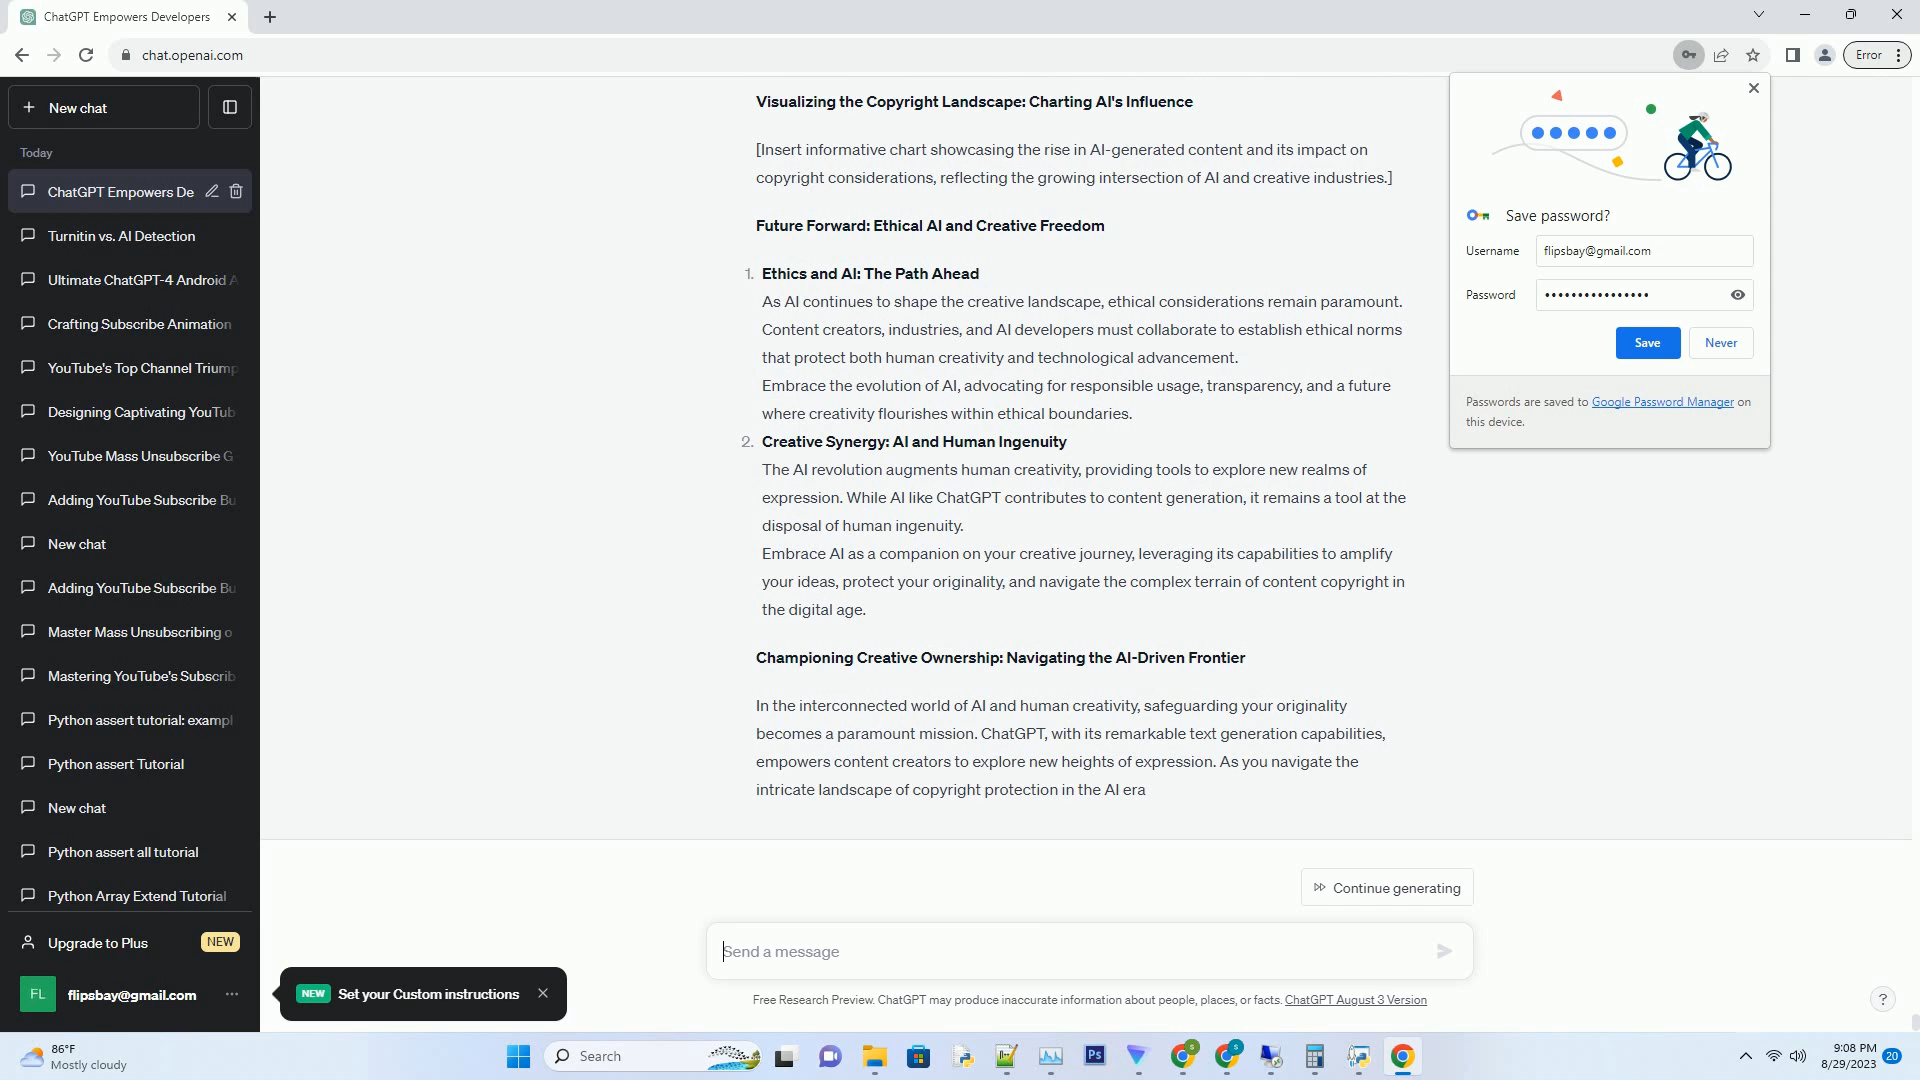 ChatGPT Empowers Developers
chat.openai.com
Error
New chat
Today
ChatGPT Empowers De
Turnitin vs. AI Detection
Ultimate ChatGPT-4 Android A
Crafting Subscribe Animation
YouTube's Top Channel Triump
Designing Captivating YouTub
YouTube Mass Unsubscribe G
Adding YouTube Subscribe Bu
New chat
Adding YouTube Subscribe Bu
Master Mass Unsubscribing o
Mastering YouTube's Subscrib
Python assert tutorial: exampl
Python assert Tutorial
New chat
Python assert all tutorial
Python Array Extend Tutorial
Upgrade to Plus
NEW
FL
flipsbay@gmail.com
Visualizing the Copyright Landscape: Charting AI's Influence
[Insert informative chart showcasing the rise in AI-generated content and its impact on
copyright considerations, reflecting the growing intersection of AI and creative industries.]
Future Forward: Ethical AI and Creative Freedom
1. Ethics and AI: The Path Ahead
As AI continues to shape the creative landscape, ethical considerations remain paramount.
Content creators, industries, and AI developers must collaborate to establish ethical norms
that protect both human creativity and technological advancement.
Embrace the evolution of AI, advocating for responsible usage, transparency, and a future
where creativity flourishes within ethical boundaries.
2. Creative Synergy: AI and Human Ingenuity
The AI revolution augments human creativity, providing tools to explore new realms of
expression. While AI like ChatGPT contributes to content generation, it remains a tool at the
disposal of human ingenuity.
Embrace AI as a companion on your creative journey, leveraging its capabilities to amplify
your ideas, protect your originality, and navigate the complex terrain of content copyright in
the digital age.
Championing Creative Ownership: Navigating the AI-Driven Frontier
In the interconnected world of AI and human creativity, safeguarding your originality
becomes a paramount mission. ChatGPT, with its remarkable text generation capabilities,
empowers content creators to explore new heights of expression. As you navigate the
intricate landscape of copyright protection in the AI era
Continue generating
Send a message
NEW Set your Custom instructions
Free Research Preview. ChatGPT may produce inaccurate information about people, places, or facts. ChatGPT August 3 Version
?
Save password?
Username flipsbay@gmail.com
Password ••••••••••••••••
Save
Never
Passwords are saved to Google Password Manager on
this device.
86°F
Mostly cloudy
Search
Ps
S
S
9:08 PM
8/29/2023
20